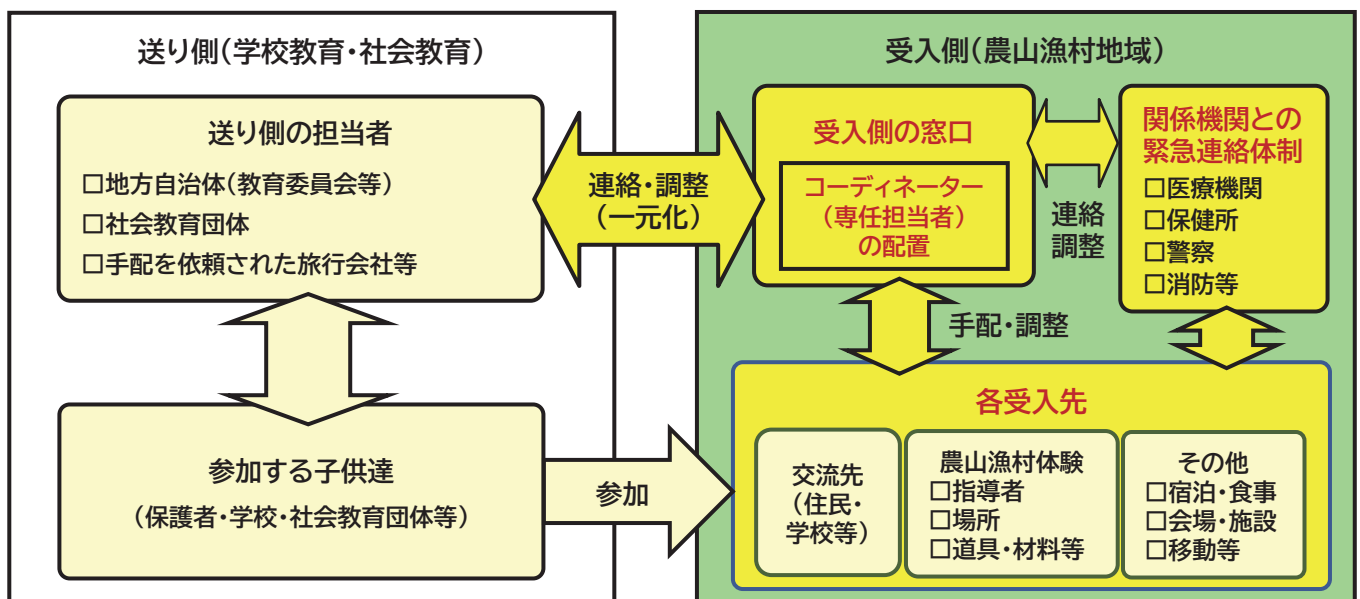 送り側(学校教育・社会教育)
送り側の担当者
□地方自治体(教育委員会等)
□社会教育団体
□手配を依頼された旅行会社等
連絡・調整
(一元化)
参加する子供達
(保護者・学校・社会教育団体等)
参加
受入側(農山漁村地域)
受入側の窓口
コーディネーター
(専任担当者)
の配置
連絡
調整
関係機関との
緊急連絡体制
□医療機関
□保健所
□警察
□消防等
手配・調整
各受入先
交流先
(住民・
学校等)
農山漁村体験
□指導者
□場所
□道具・材料等
その他
□宿泊・食事
□会場・施設
□移動等